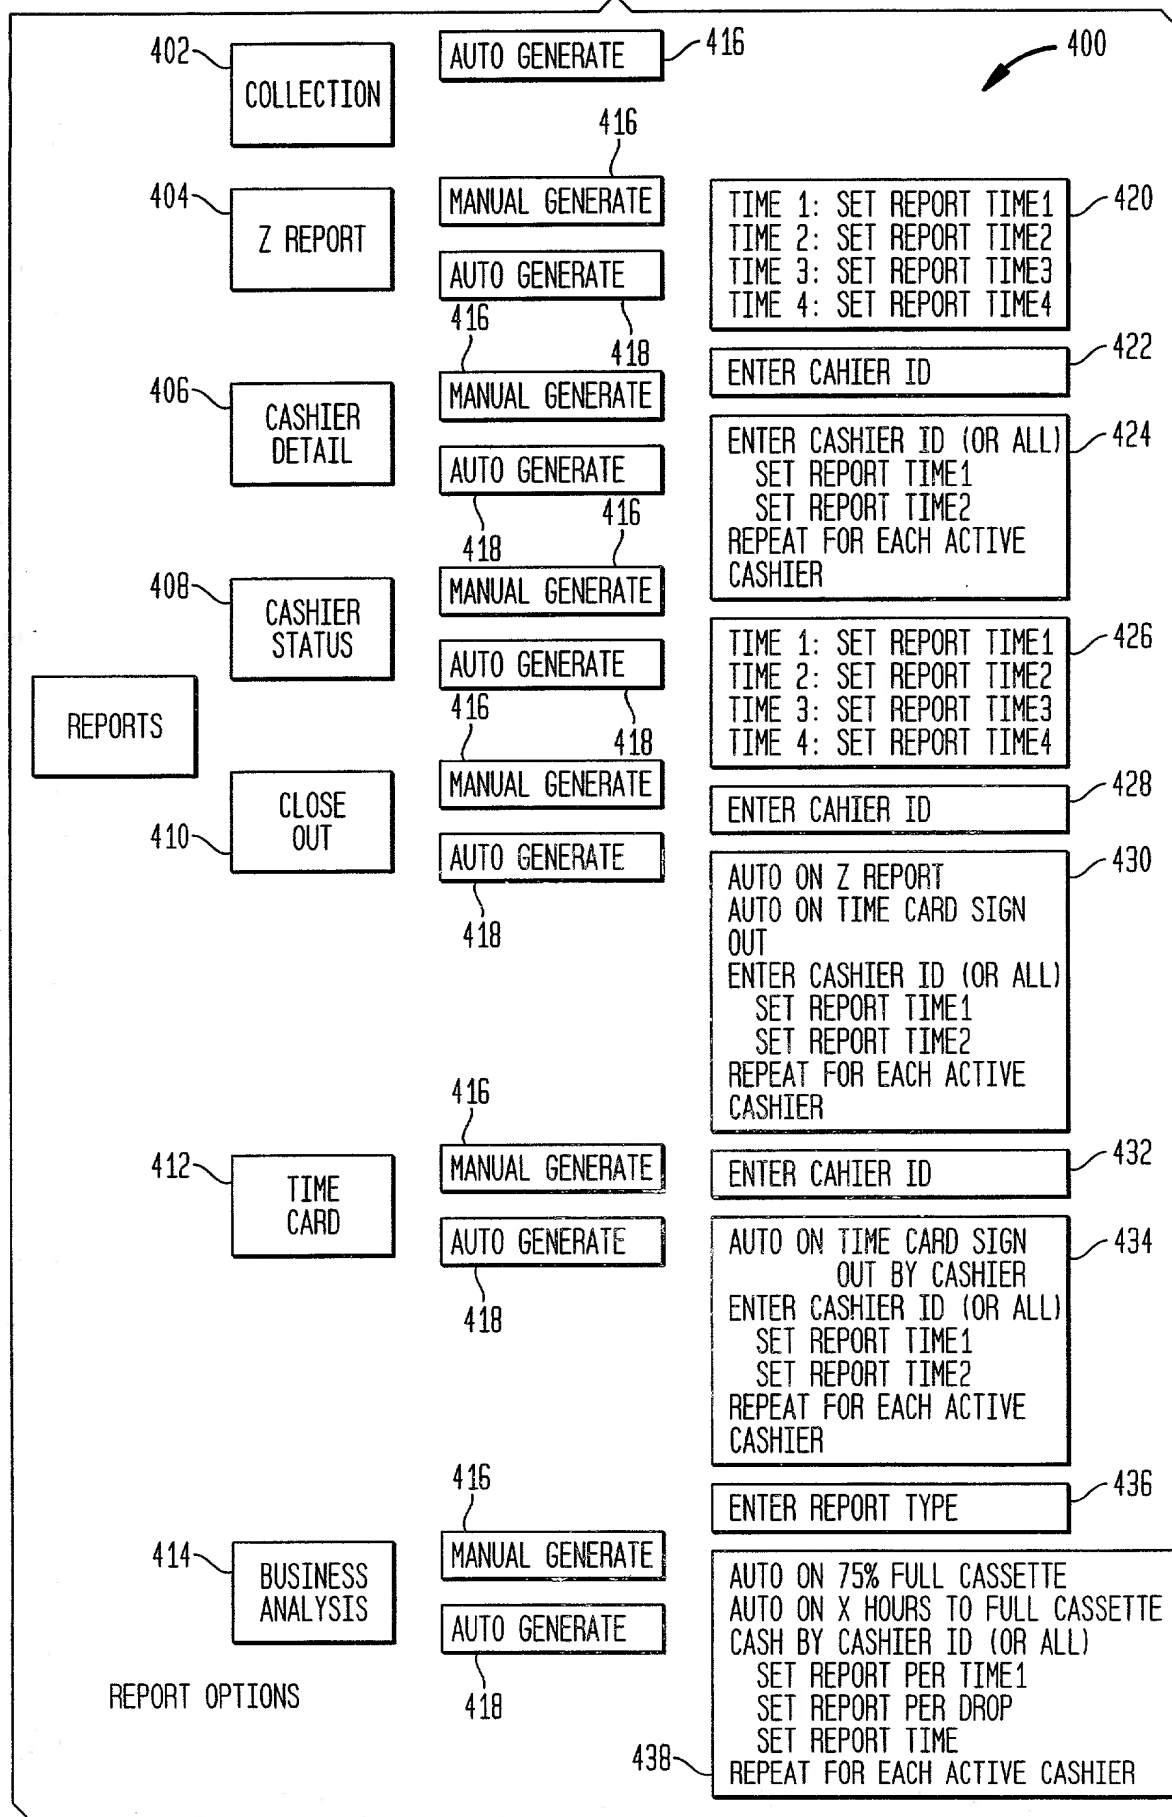 402
COLLECTION
AUTO GENERATE
416
400
404
Z REPORT
416
MANUAL GENERATE
AUTO GENERATE
418
TIME 1: SET REPORT TIME1
TIME 2: SET REPORT TIME2
TIME 3: SET REPORT TIME3
TIME 4: SET REPORT TIME4
420
406
CASHIER
DETAIL
416
MANUAL GENERATE
AUTO GENERATE
418
ENTER CAHIER ID
422
ENTER CASHIER ID (OR ALL)
SET REPORT TIME1
SET REPORT TIME2
REPEAT FOR EACH ACTIVE
CASHIER
424
408
CASHIER
STATUS
416
MANUAL GENERATE
AUTO GENERATE
418
TIME 1: SET REPORT TIME1
TIME 2: SET REPORT TIME2
TIME 3: SET REPORT TIME3
TIME 4: SET REPORT TIME4
426
REPORTS
410
CLOSE
OUT
416
MANUAL GENERATE
AUTO GENERATE
418
ENTER CAHIER ID
428
AUTO ON Z REPORT
AUTO ON TIME CARD SIGN
OUT
ENTER CASHIER ID (OR ALL)
SET REPORT TIME1
SET REPORT TIME2
REPEAT FOR EACH ACTIVE
CASHIER
430
412
TIME
CARD
416
MANUAL GENERATE
AUTO GENERATE
418
ENTER CAHIER ID
432
AUTO ON TIME CARD SIGN
OUT BY CASHIER
ENTER CASHIER ID (OR ALL)
SET REPORT TIME1
SET REPORT TIME2
REPEAT FOR EACH ACTIVE
CASHIER
434
414
BUSINESS
ANALYSIS
416
MANUAL GENERATE
AUTO GENERATE
418
ENTER REPORT TYPE
436
AUTO ON 75% FULL CASSETTE
AUTO ON X HOURS TO FULL CASSETTE
CASH BY CASHIER ID (OR ALL)
SET REPORT PER TIME1
SET REPORT PER DROP
SET REPORT TIME
REPEAT FOR EACH ACTIVE CASHIER
438
REPORT OPTIONS